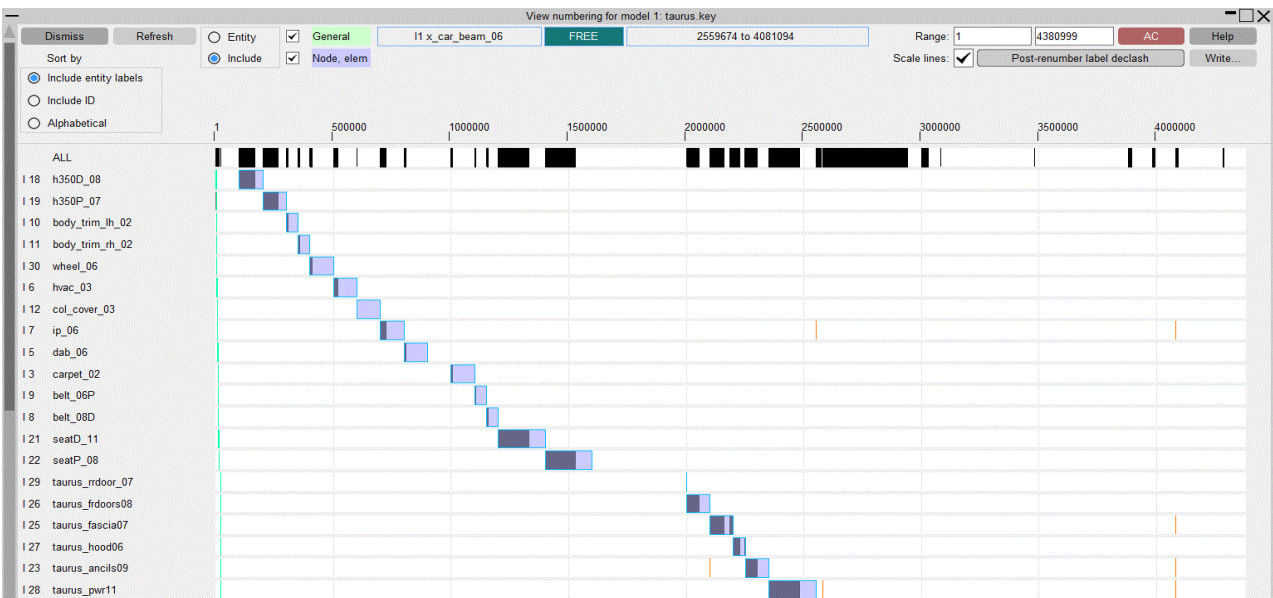 View numbering for model 1: taurus.key
Dismiss Refresh Entity General I1 x_car_beam_06 FREE 2559674 to 4081094 Range: 1 4380999 AC Help
Sort by Include Node, elem Scale lines: Post-renumber label declash Write...
Include entity labels
Include ID
Alphabetical
1 500000 1000000 1500000 2000000 2500000 3000000 3500000 4000000
ALL
I 18 h350D_08
I 19 h350P_07
I 10 body_trim_lh_02
I 11 body_trim_rh_02
I 30 wheel_06
I 6 hvac_03
I 12 col_cover_03
I 7 ip_06
I 5 dab_06
I 3 carpet_02
I 9 belt_06P
I 8 belt_08D
I 21 seatD_11
I 22 seatP_08
I 29 taurus_rrdoor_07
I 26 taurus_frdoors08
I 25 taurus_fascia07
I 27 taurus_hood06
I 23 taurus_ancils09
I 28 taurus_pwr11